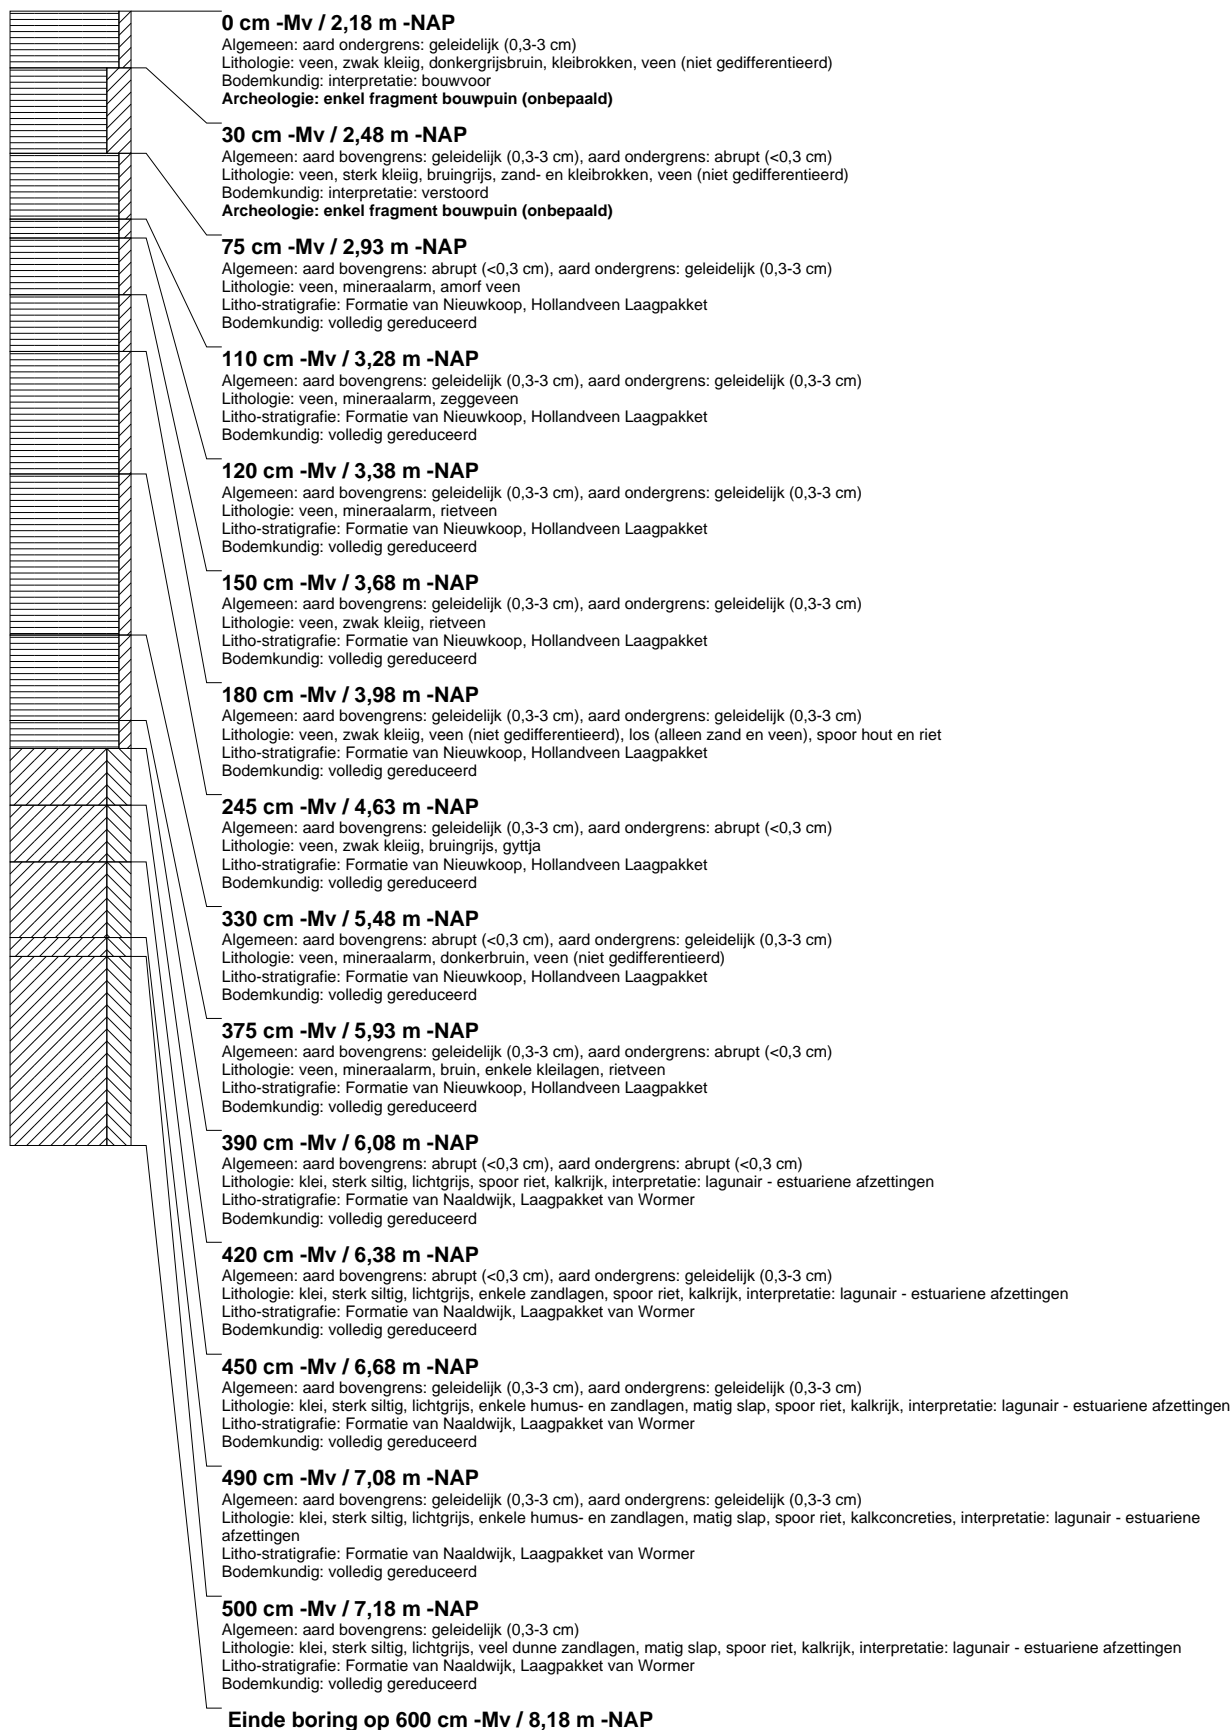 0 cm -Mv / 2,18 m -NAP
Algemeen: aard ondergrens: geleidelijk (0,3-3 cm)
Lithologie: veen, zwak kleiig, donkergrijsbruin, kleibrokken, veen (niet gedifferentieerd)
Bodemkundig: interpretatie: bouwvoor
Archeologie: enkel fragment bouwpuin (onbepaald)
30 cm -Mv / 2,48 m -NAP
Algemeen: aard bovengrens: geleidelijk (0,3-3 cm), aard ondergrens: abrupt (<0,3 cm)
Lithologie: veen, sterk kleiig, bruingrijs, zand- en kleibrokken, veen (niet gedifferentieerd)
Bodemkundig: interpretatie: verstoord
Archeologie: enkel fragment bouwpuin (onbepaald)
75 cm -Mv / 2,93 m -NAP
Algemeen: aard bovengrens: abrupt (<0,3 cm), aard ondergrens: geleidelijk (0,3-3 cm)
Lithologie: veen, mineraalarm, amorf veen
Litho-stratigrafie: Formatie van Nieuwkoop, Hollandveen Laagpakket
Bodemkundig: volledig gereduceerd
110 cm -Mv / 3,28 m -NAP
Algemeen: aard bovengrens: geleidelijk (0,3-3 cm), aard ondergrens: geleidelijk (0,3-3 cm)
Lithologie: veen, mineraalarm, zeggeveen
Litho-stratigrafie: Formatie van Nieuwkoop, Hollandveen Laagpakket
Bodemkundig: volledig gereduceerd
120 cm -Mv / 3,38 m -NAP
Algemeen: aard bovengrens: geleidelijk (0,3-3 cm), aard ondergrens: geleidelijk (0,3-3 cm)
Lithologie: veen, mineraalarm, rietveen
Litho-stratigrafie: Formatie van Nieuwkoop, Hollandveen Laagpakket
Bodemkundig: volledig gereduceerd
150 cm -Mv / 3,68 m -NAP
Algemeen: aard bovengrens: geleidelijk (0,3-3 cm), aard ondergrens: geleidelijk (0,3-3 cm)
Lithologie: veen, zwak kleiig, rietveen
Litho-stratigrafie: Formatie van Nieuwkoop, Hollandveen Laagpakket
Bodemkundig: volledig gereduceerd
180 cm -Mv / 3,98 m -NAP
Algemeen: aard bovengrens: geleidelijk (0,3-3 cm), aard ondergrens: geleidelijk (0,3-3 cm)
Lithologie: veen, zwak kleiig, veen (niet gedifferentieerd), los (alleen zand en veen), spoor hout en riet
Litho-stratigrafie: Formatie van Nieuwkoop, Hollandveen Laagpakket
Bodemkundig: volledig gereduceerd
245 cm -Mv / 4,63 m -NAP
Algemeen: aard bovengrens: geleidelijk (0,3-3 cm), aard ondergrens: abrupt (<0,3 cm)
Lithologie: veen, zwak kleiig, bruingrijs, gyttja
Litho-stratigrafie: Formatie van Nieuwkoop, Hollandveen Laagpakket
Bodemkundig: volledig gereduceerd
330 cm -Mv / 5,48 m -NAP
Algemeen: aard bovengrens: abrupt (<0,3 cm), aard ondergrens: geleidelijk (0,3-3 cm)
Lithologie: veen, mineraalarm, donkerbruin, veen (niet gedifferentieerd)
Litho-stratigrafie: Formatie van Nieuwkoop, Hollandveen Laagpakket
Bodemkundig: volledig gereduceerd
375 cm -Mv / 5,93 m -NAP
Algemeen: aard bovengrens: geleidelijk (0,3-3 cm), aard ondergrens: abrupt (<0,3 cm)
Lithologie: veen, mineraalarm, bruin, enkele kleilagen, rietveen
Litho-stratigrafie: Formatie van Nieuwkoop, Hollandveen Laagpakket
Bodemkundig: volledig gereduceerd
390 cm -Mv / 6,08 m -NAP
Algemeen: aard bovengrens: abrupt (<0,3 cm), aard ondergrens: abrupt (<0,3 cm)
Lithologie: klei, sterk siltig, lichtgrijs, spoor riet, kalkrijk, interpretatie: lagunair - estuariene afzettingen
Litho-stratigrafie: Formatie van Naaldwijk, Laagpakket van Wormer
Bodemkundig: volledig gereduceerd
420 cm -Mv / 6,38 m -NAP
Algemeen: aard bovengrens: abrupt (<0,3 cm), aard ondergrens: geleidelijk (0,3-3 cm)
Lithologie: klei, sterk siltig, lichtgrijs, enkele zandlagen, spoor riet, kalkrijk, interpretatie: lagunair - estuariene afzettingen
Litho-stratigrafie: Formatie van Naaldwijk, Laagpakket van Wormer
Bodemkundig: volledig gereduceerd
450 cm -Mv / 6,68 m -NAP
Algemeen: aard bovengrens: geleidelijk (0,3-3 cm), aard ondergrens: geleidelijk (0,3-3 cm)
Lithologie: klei, sterk siltig, lichtgrijs, enkele humus- en zandlagen, matig slap, spoor riet, kalkrijk, interpretatie: lagunair - estuariene afzettingen
Litho-stratigrafie: Formatie van Naaldwijk, Laagpakket van Wormer
Bodemkundig: volledig gereduceerd
490 cm -Mv / 7,08 m -NAP
Algemeen: aard bovengrens: geleidelijk (0,3-3 cm), aard ondergrens: geleidelijk (0,3-3 cm)
Lithologie: klei, sterk siltig, lichtgrijs, enkele humus- en zandlagen, matig slap, spoor riet, kalkconcreties, interpretatie: lagunair - estuariene
afzettingen
Litho-stratigrafie: Formatie van Naaldwijk, Laagpakket van Wormer
Bodemkundig: volledig gereduceerd
500 cm -Mv / 7,18 m -NAP
Algemeen: aard bovengrens: geleidelijk (0,3-3 cm)
Lithologie: klei, sterk siltig, lichtgrijs, veel dunne zandlagen, matig slap, spoor riet, kalkrijk, interpretatie: lagunair - estuariene afzettingen
Litho-stratigrafie: Formatie van Naaldwijk, Laagpakket van Wormer
Bodemkundig: volledig gereduceerd
Einde boring op 600 cm -Mv / 8,18 m -NAP